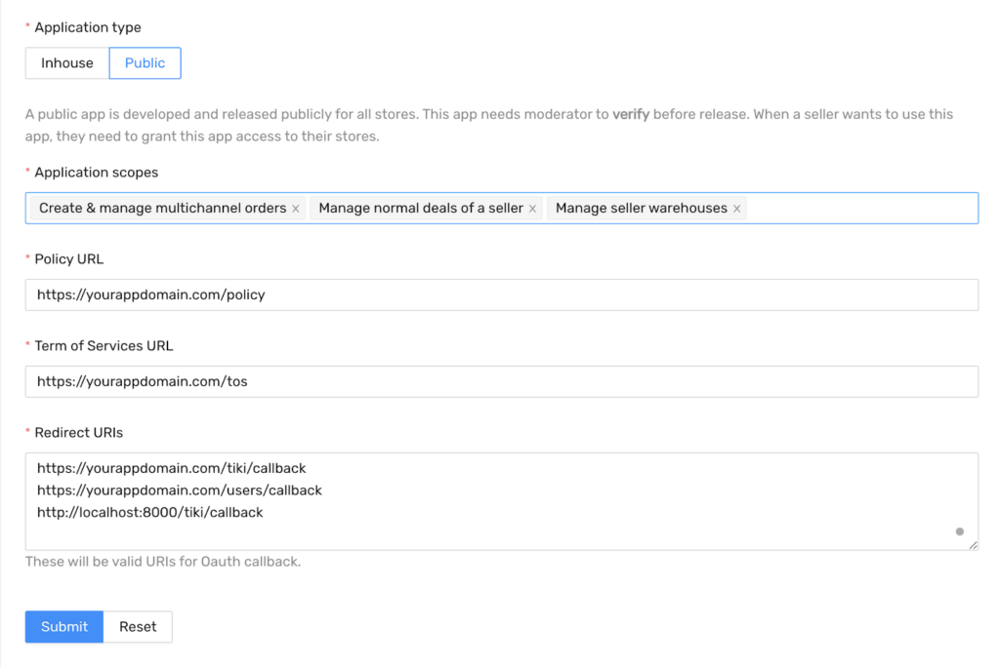 * Application type
Inhouse Public
A public app is developed and released publicly for all stores. This app needs moderator to verify before release. When a seller wants to use this
app, they need to grant this app access to their stores.
* Application scopes
Create & manage multichannel orders × Manage normal deals of a seller × Manage seller warehouses ×
* Policy URL
https://yourappdomain.com/policy
* Term of Services URL
https://yourappdomain.com/tos
* Redirect URIs
https://yourappdomain.com/tiki/callback
https://yourappdomain.com/users/callback
http://localhost:8000/tiki/callback
These will be valid URIs for Oauth callback.
Submit Reset